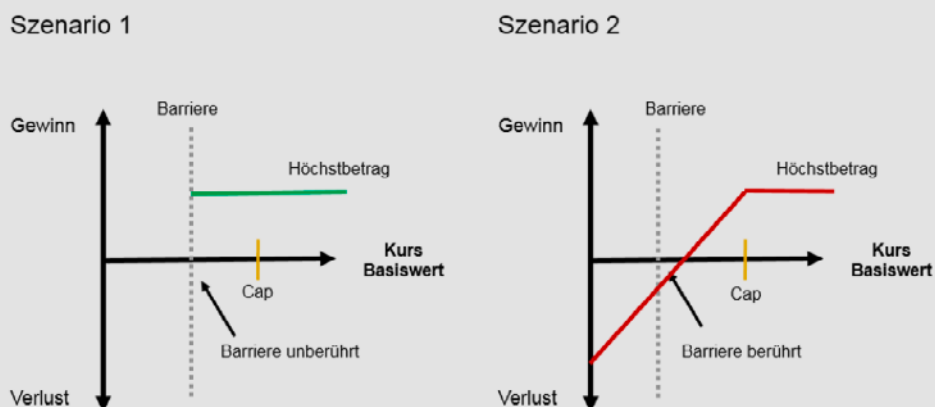 Szenario 1
Barriere
Gewinn
Höchstbetrag
Kurs
Basiswert
Cap
Barriere unberührt
Verlust
Szenario 2
Barriere
Gewinn
Höchstbetrag
Kurs
Basiswert
Cap
Barriere berührt
Verlust